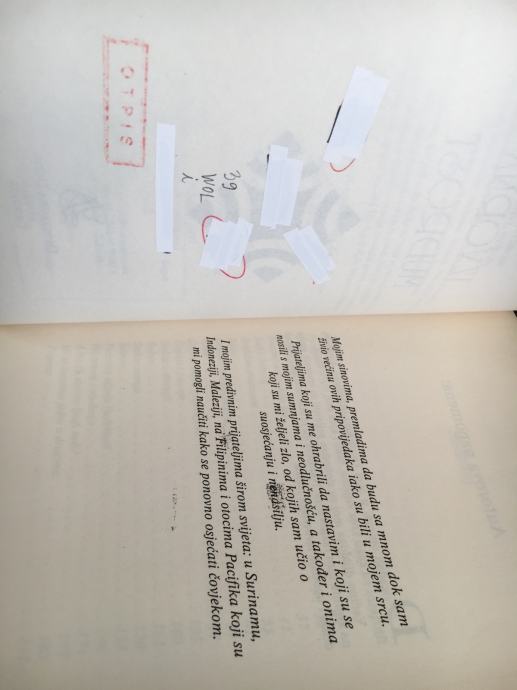 OTPIS
39
WOL
i
Mojim sinovima, premladima da budu sa mnom dok sam
živio većinu ovih pripovijedaka iako su bili u mojem srcu.
Prijateljima koji su me ohrabrili da nastavim i koji su se
nosili s mojim sumnjama i neodlučnošću, a također i onima
koji su mi željeli zlo, od kojih sam učio o
suosjećanju i nenasilju.
I mojim predivnim prijateljima širom svijeta: u Surinamu,
Indoneziji, Maleziji, na Filipinima i otocima Pacifika koji su
mi pomogli naučiti kako se ponovno osjećati čovjekom.